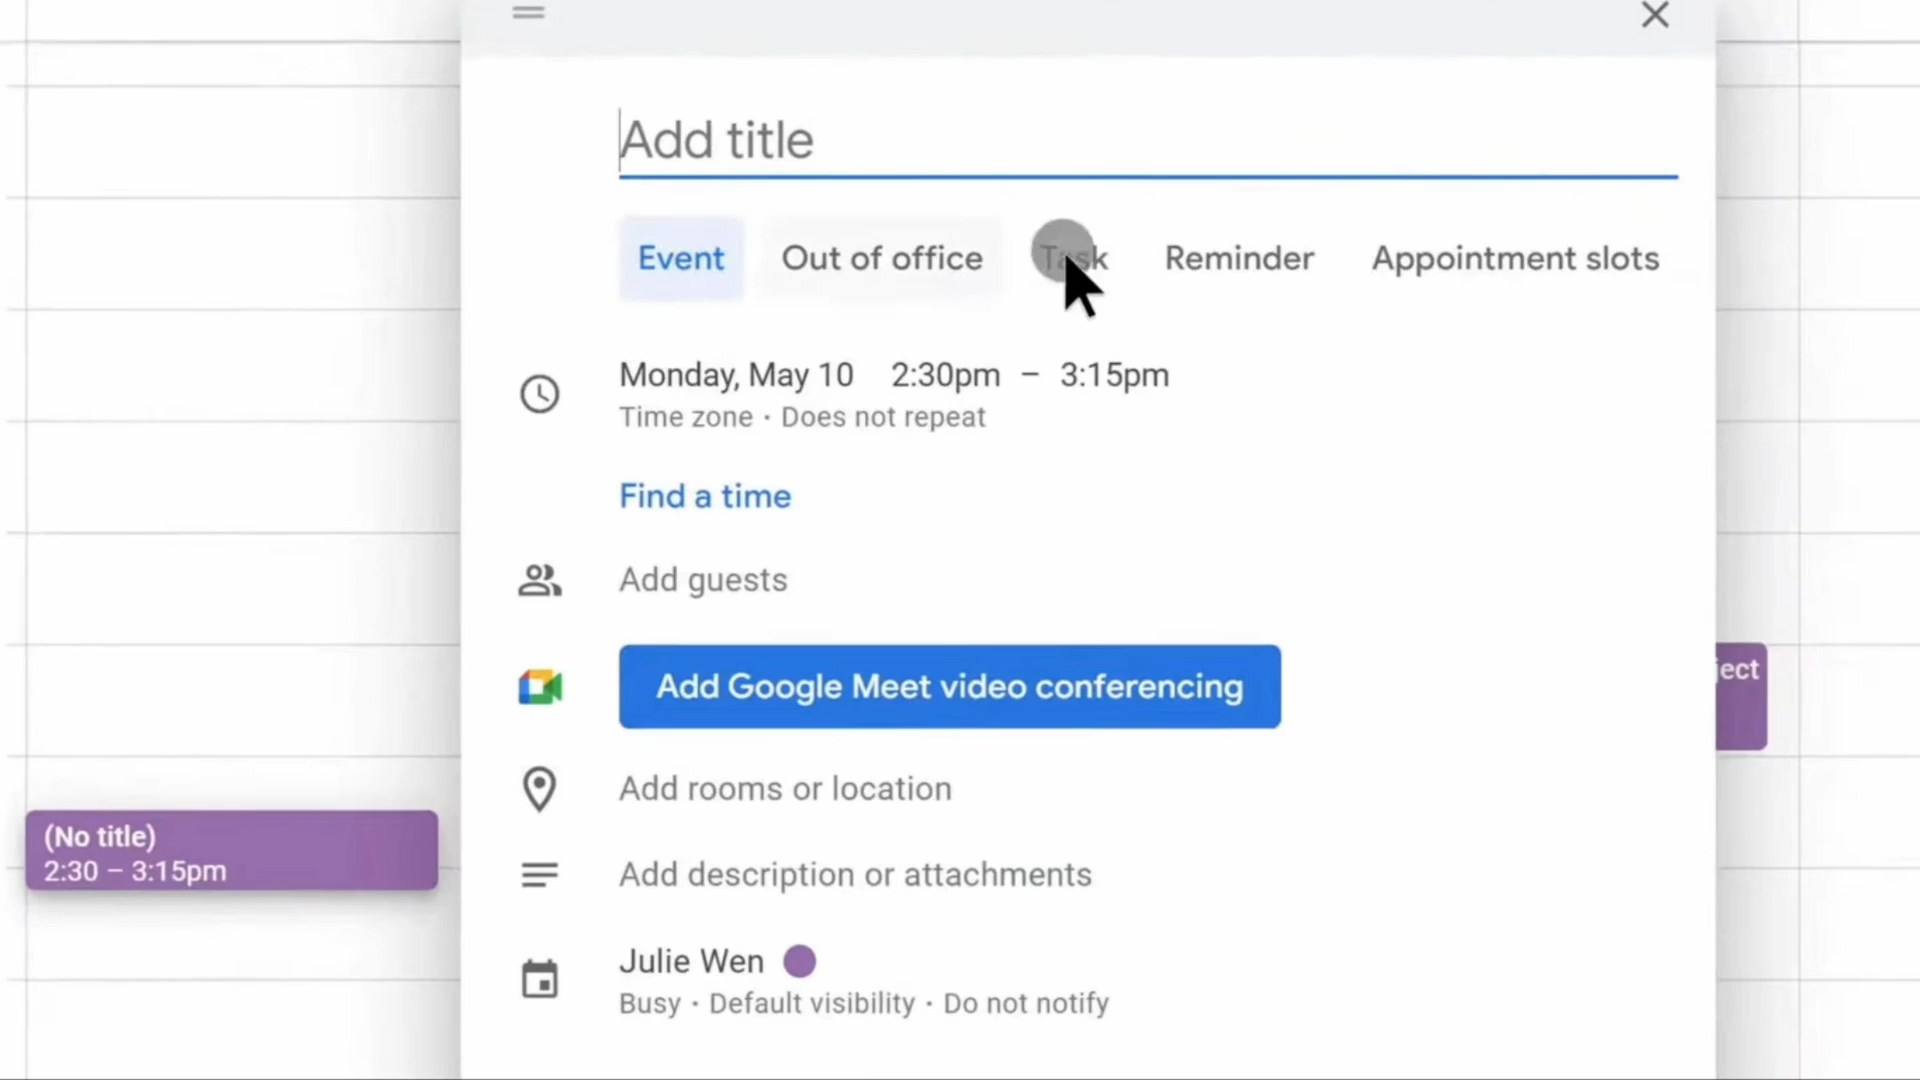 Add title
Event Out of office Task Reminder Appointment slots
Monday, May 10 2:30pm – 3:15pm
Time zone · Does not repeat
Find a time
Add guests
Add Google Meet video conferencing
ject
Add rooms or location
(No title)
2:30 – 3:15pm
Add description or attachments
Julie Wen
Busy · Default visibility · Do not notify